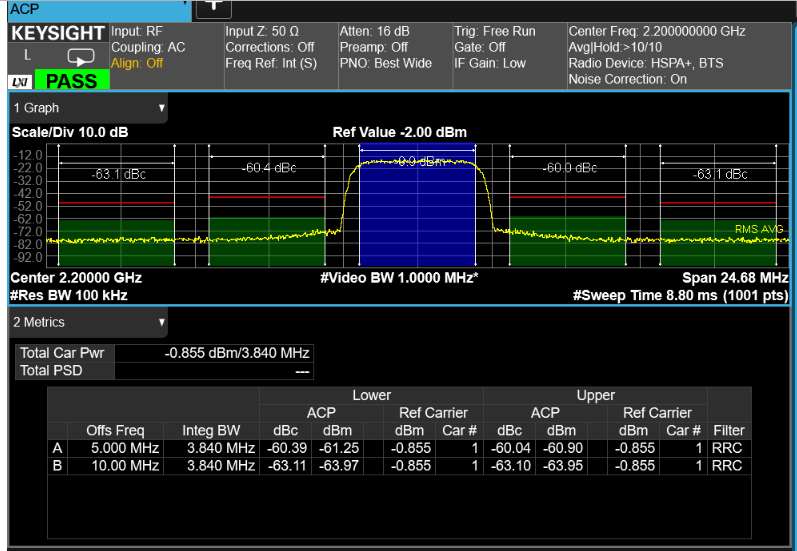 ACP
+
KEYSIGHT
L
LXI
PASS
Input: RF
Coupling: AC
Align: Off
Input Z: 50 Ω
Corrections: Off
Freq Ref: Int (S)
Atten: 16 dB
Preamp: Off
PNO: Best Wide
Trig: Free Run
Gate: Off
IF Gain: Low
Center Freq: 2.200000000 GHz
Avg|Hold:>10/10
Radio Device: HSPA+, BTS
Noise Correction: On
1 Graph
Scale/Div 10.0 dB Ref Value -2.00 dBm
-12.0
-22.0
-32.0
-42.0
-52.0
-62.0
-72.0
-82.0
-92.0
-63.1 dBc -60.4 dBc -0.9 dBm -60.0 dBc -63.1 dBc
RMS AVG
Center 2.20000 GHz #Video BW 1.0000 MHz* Span 24.68 MHz
#Res BW 100 kHz #Sweep Time 8.80 ms (1001 pts)
2 Metrics
Total Car Pwr -0.855 dBm/3.840 MHz
Total PSD ---
Lower Upper
ACP Ref Carrier ACP Ref Carrier
Offs Freq Integ BW dBc dBm dBm Car # dBc dBm dBm Car # Filter
A 5.000 MHz 3.840 MHz -60.39 -61.25 -0.855 1 -60.04 -60.90 -0.855 1 RRC
B 10.00 MHz 3.840 MHz -63.11 -63.97 -0.855 1 -63.10 -63.95 -0.855 1 RRC